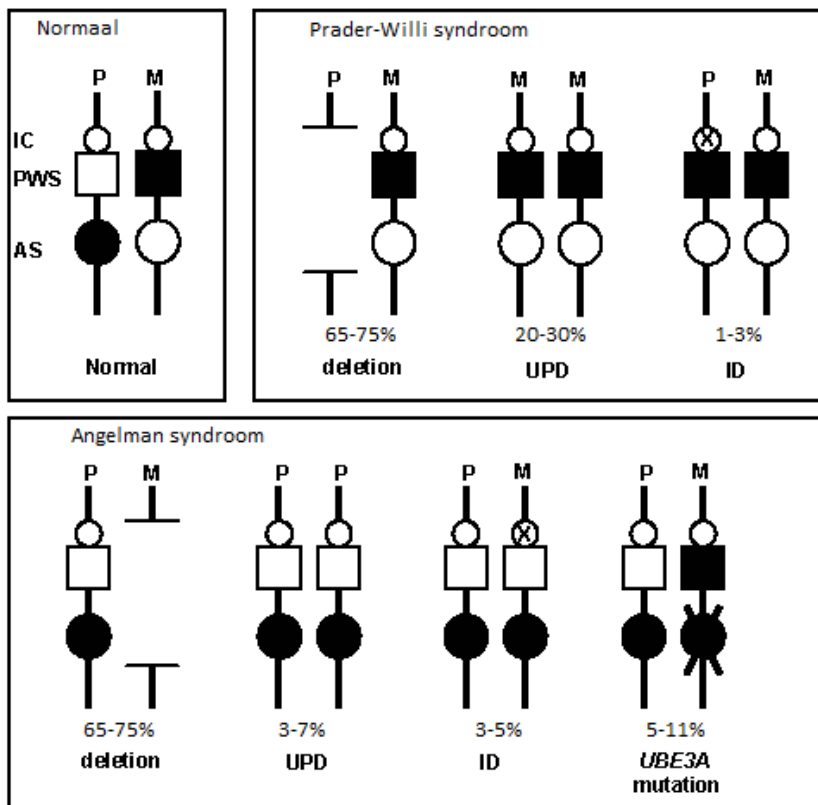 Normaal
P M
IC
PWS
AS
Normal
Prader-Willi syndroom
P M M M P M
X
65-75% 20-30% 1-3%
deletion UPD ID
Angelman syndroom
P M P P P M P M
X
65-75% 3-7% 3-5% 5-11%
deletion UPD ID UBE3A
mutation